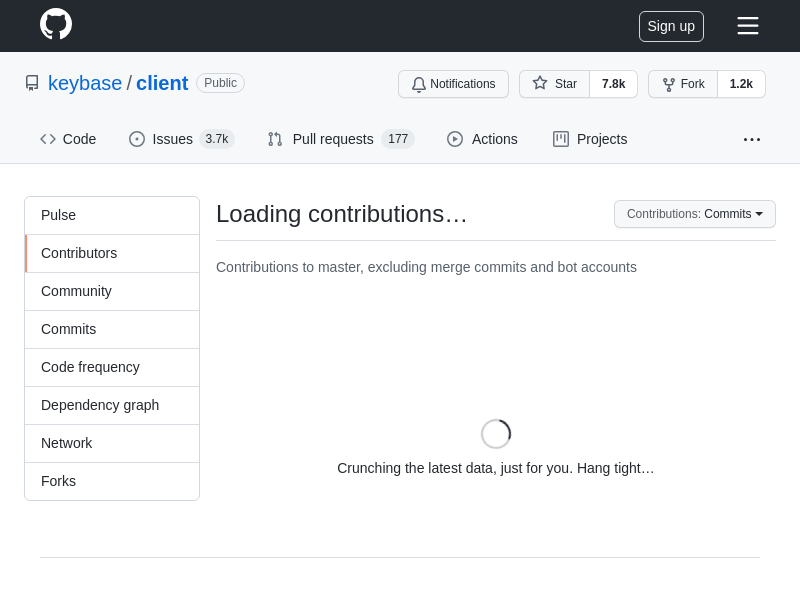 Sign up
keybase / client Public
Notifications Star 7.8k Fork 1.2k
Code Issues 3.7k Pull requests 177 Actions Projects
Pulse
Contributors
Community
Commits
Code frequency
Dependency graph
Network
Forks
Loading contributions…
Contributions: Commits
Contributions to master, excluding merge commits and bot accounts
Crunching the latest data, just for you. Hang tight…